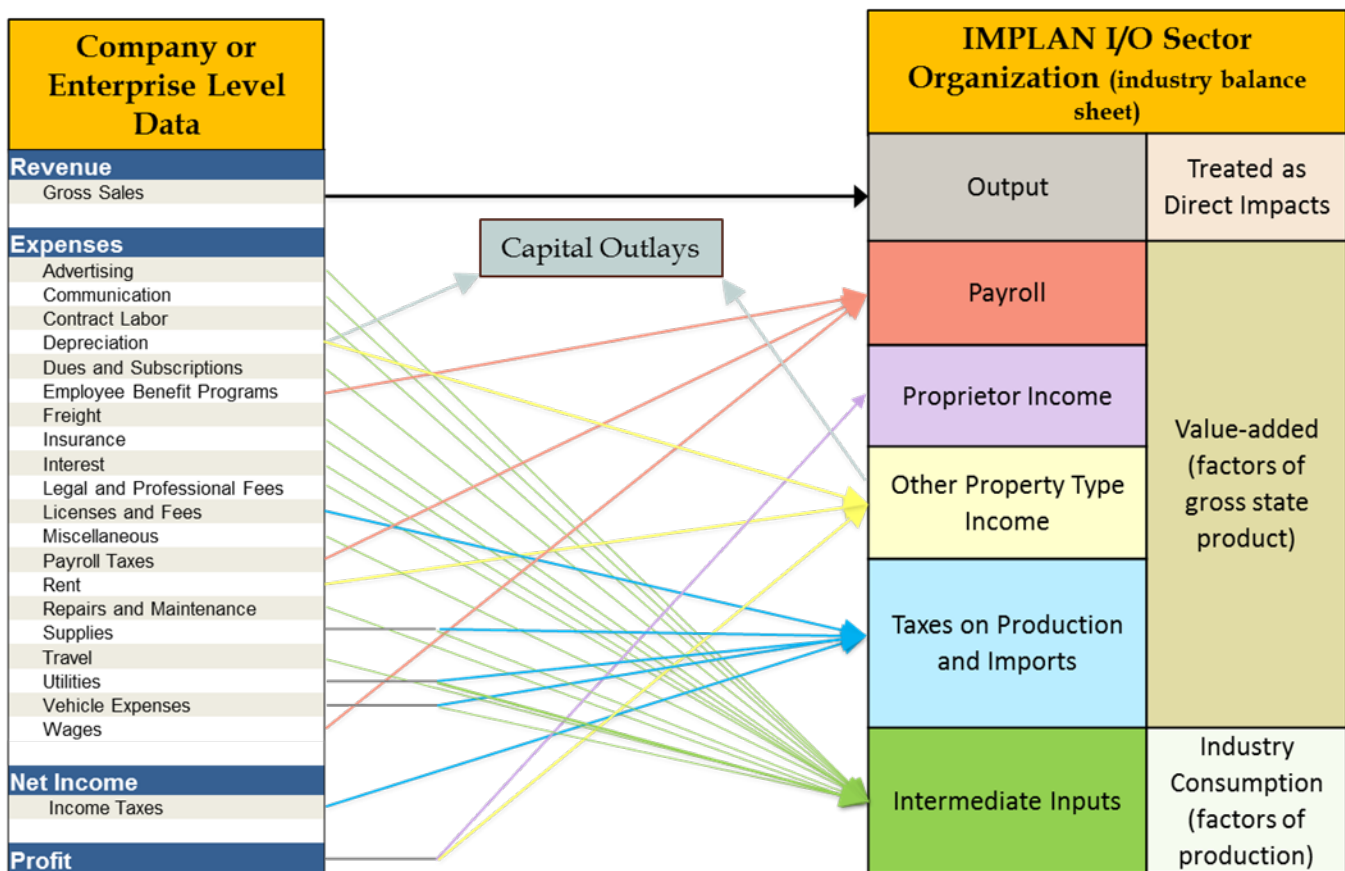 Company or
Enterprise Level
Data
Revenue
Gross Sales
Expenses
Advertising
Communication
Contract Labor
Depreciation
Dues and Subscriptions
Employee Benefit Programs
Freight
Insurance
Interest
Legal and Professional Fees
Licenses and Fees
Miscellaneous
Payroll Taxes
Rent
Repairs and Maintenance
Supplies
Travel
Utilities
Vehicle Expenses
Wages
Net Income
Income Taxes
Profit
Capital Outlays
IMPLAN I/O Sector
Organization (industry balance
sheet)
Output
Treated as
Direct Impacts
Payroll
Proprietor Income
Other Property Type
Income
Taxes on Production
and Imports
Value-added
(factors of
gross state
product)
Intermediate Inputs
Industry
Consumption
(factors of
production)